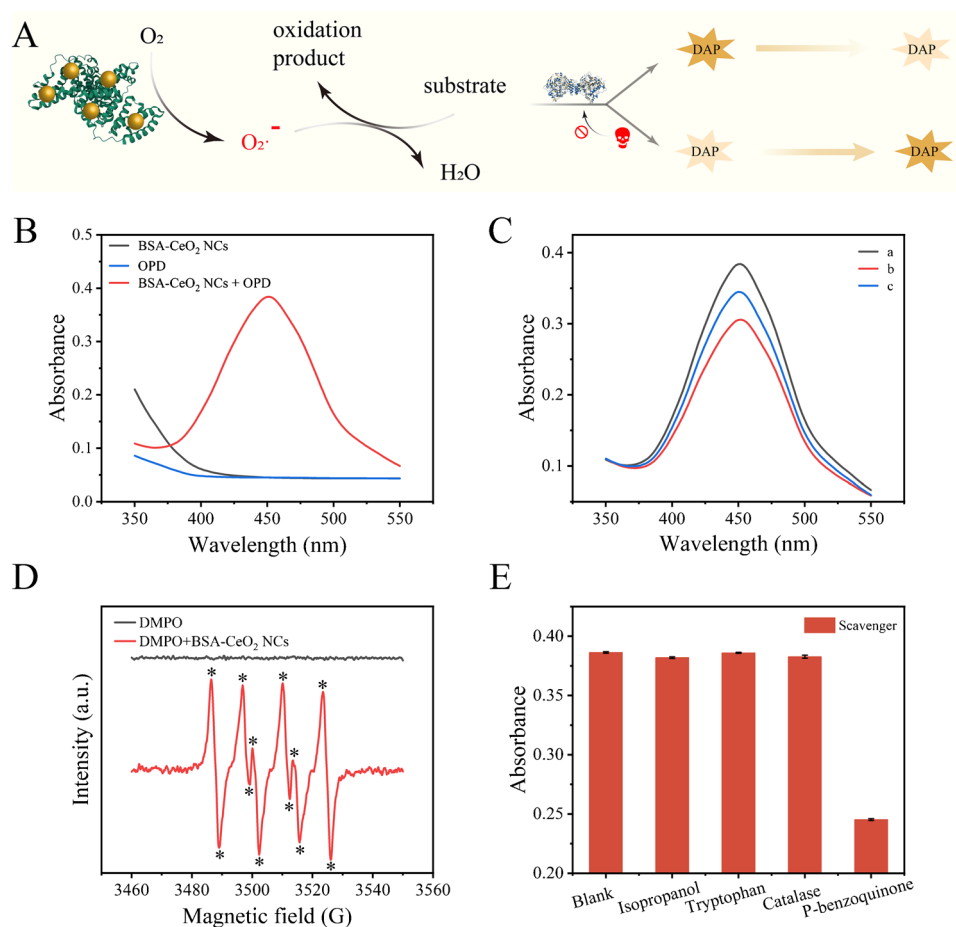 A
O₂
oxidation
product
substrate
O₂·⁻
H₂O
DAP
DAP
DAP
DAP
B
BSA-CeO₂ NCs
OPD
BSA-CeO₂ NCs + OPD
0.5
0.4
0.3
0.2
0.1
0.0
Absorbance
350 400 450 500 550
Wavelength (nm)
C
a
b
c
0.4
0.3
0.2
0.1
Absorbance
350 400 450 500 550
Wavelength (nm)
D
DMPO
DMPO+BSA-CeO₂ NCs
* * * *
* *
* *
* * * *
Intensity (a.u.)
3460 3480 3500 3520 3540 3560
Magnetic field (G)
E
Scavenger
0.40
0.35
0.30
0.25
0.20
Absorbance
Blank Isopropanol Tryptophan Catalase P-benzoquinone